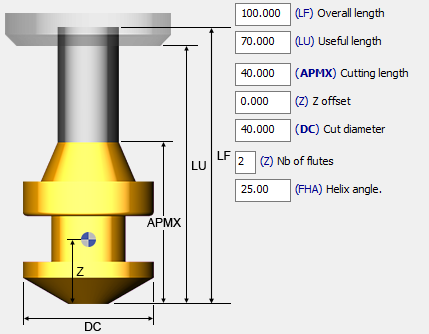 100.000 (LF) Overall length
70.000 (LU) Useful length
40.000 (APMX) Cutting length
0.000 (Z) Z offset
40.000 (DC) Cut diameter
2 (Z) Nb of flutes
25.00 (FHA) Helix angle.
LF
LU
APMX
Z
DC